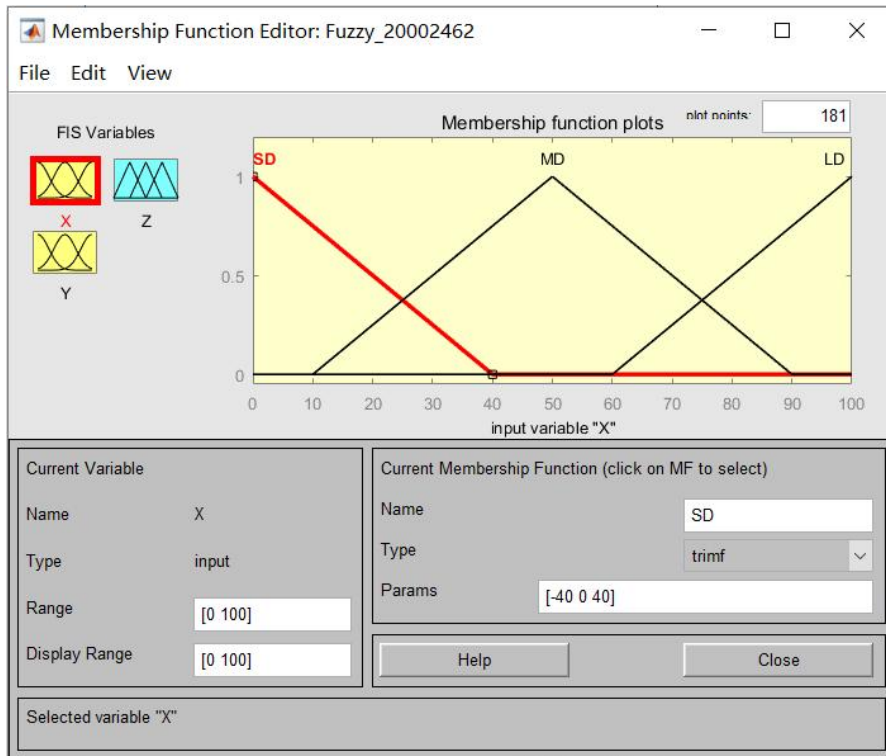 Membership Function Editor: Fuzzy_20002462
File Edit View
FIS Variables
X
Z
Y
Membership function plots
plot points:
181
SD
MD
LD
1
0.5
0
0 10 20 30 40 50 60 70 80 90 100
input variable "X"
Current Variable
Name X
Type input
Range [0 100]
Display Range [0 100]
Current Membership Function (click on MF to select)
Name SD
Type trimf
Params [-40 0 40]
Help Close
Selected variable "X"